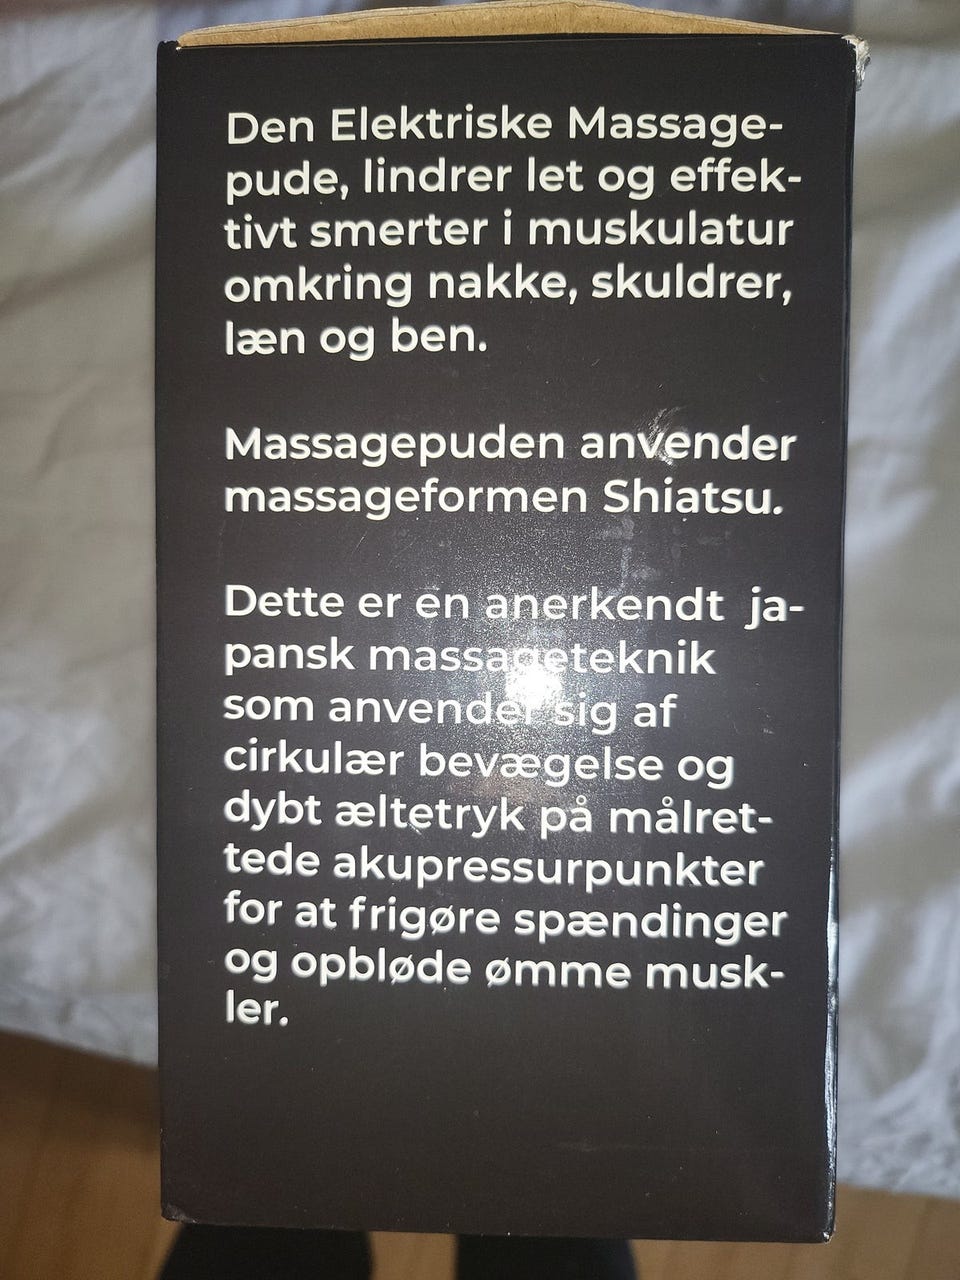 Den Elektriske Massage-
pude, lindrer let og effek-
tivt smerter i muskulatur
omkring nakke, skuldrer,
læn og ben.
Massagepuden anvender
massageformen Shiatsu.
Dette er en anerkendt ja-
pansk massageteknik
som anvender sig af
cirkulær bevægelse og
dybt æltetryk på målret-
tede akupressurpunkter
for at frigøre spændinger
og opbløde ømme musk-
ler.